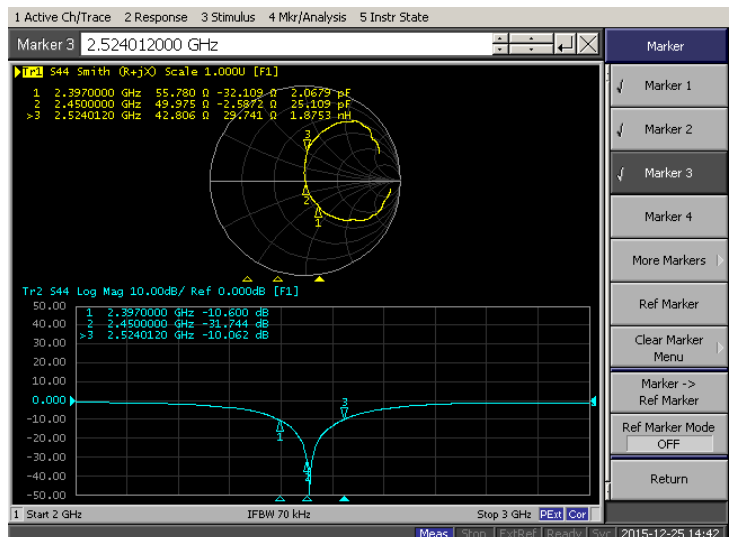 1 Active Ch/Trace 2 Response 3 Stimulus 4 Mkr/Analysis 5 Instr State
Marker 3 2.524012000 GHz
Marker
Tr1 S44 Smith (R+jX) Scale 1.000U [F1]
1 2.3970000 GHz 55.780 Ω -32.109 Ω 2.0679 pF
2 2.4500000 GHz 49.975 Ω -2.5872 Ω 25.109 pF
>3 2.5240120 GHz 42.806 Ω 29.741 Ω 1.8753 nH
3
2
1
Tr2 S44 Log Mag 10.00dB/ Ref 0.000dB [F1]
1 2.3970000 GHz -10.600 dB
2 2.4500000 GHz -31.744 dB
>3 2.5240120 GHz -10.062 dB
50.00
40.00
30.00
20.00
10.00
0.000
-10.00
-20.00
-30.00
-40.00
-50.00
3
1
1 Start 2 GHz IFBW 70 kHz Stop 3 GHz PExt Cor
√ Marker 1
√ Marker 2
√ Marker 3
Marker 4
More Markers
Ref Marker
Clear Marker
Menu
Marker ->
Ref Marker
Ref Marker Mode
OFF
Return
Meas Stop ExtRef Ready Svc 2015-12-25 14:42